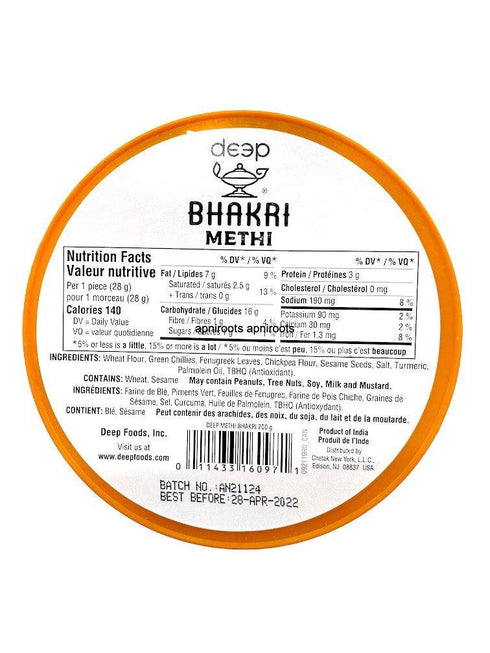 deep
®
BHAKRI
METHI
Nutrition Facts
Valeur nutritive
Per 1 piece (28 g)
pour 1 morceau (28 g)
Calories 140
DV = Daily Value
VQ = valeur quotidienne
% DV* / % VQ*
Fat / Lipides 7 g 9 %
Saturated / saturés 2.5 g
+ Trans / trans 0 g 13 %
Carbohydrate / Glucides 16 g
Fibre / Fibres 1 g 4 %
Sugars
% DV* / % VQ*
Protein / Protéines 3 g
Cholesterol / Cholestérol 0 mg
Sodium 190 mg 8 %
Potassium 90 mg 2 %
Calcium 30 mg 2 %
Iron / Fer 1.3 mg 8 %
apniroots apniroots
*5% or less is a little, 15% or more is a lot / *5% ou moins c'est peu, 15% ou plus c'est beaucoup
INGREDIENTS: Wheat Flour, Green Chillies, Fenugreek Leaves, Chickpea Flour, Sesame Seeds, Salt, Turmeric,
Palmolein Oil, TBHQ (Antioxidant).
CONTAINS: Wheat, Sesame May contain Peanuts, Tree Nuts, Soy, Milk and Mustard.
INGRÉDIENTS: Farine de Blé, Piments Vert, Feuilles de Fenugrec, Farine de Pois Chiche, Graines de
Sésame, Sel, Curcuma, Huile de Palmolein, TBHQ (Antioxydant).
CONTIENT: Blé, Sésame Peut contenir des arachides, des noix, du soja, du lait et de la moutarde.
Deep Foods, Inc.
Visit us at
www.deepfoods.com
DEEP METHI BHAKRI 200 g
0 11433 16097 1
09211990 CAN
Product of India
Produit de l'Inde
Distributed by
Chetak New York, L.L.C.,
Edison, NJ. 08837 USA.
BATCH NO.:AN21124
BEST BEFORE:28-APR-2022